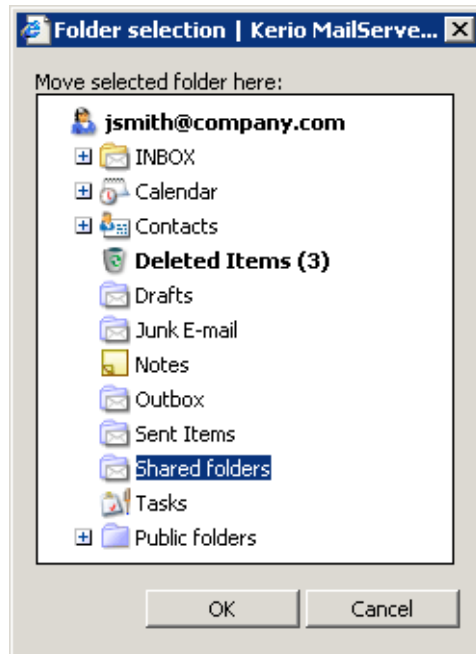 Folder selection | Kerio MailServe...
Move selected folder here:
jsmith@company.com
INBOX
Calendar
Contacts
Deleted Items (3)
Drafts
Junk E-mail
Notes
Outbox
Sent Items
Shared folders
Tasks
Public folders
OK Cancel